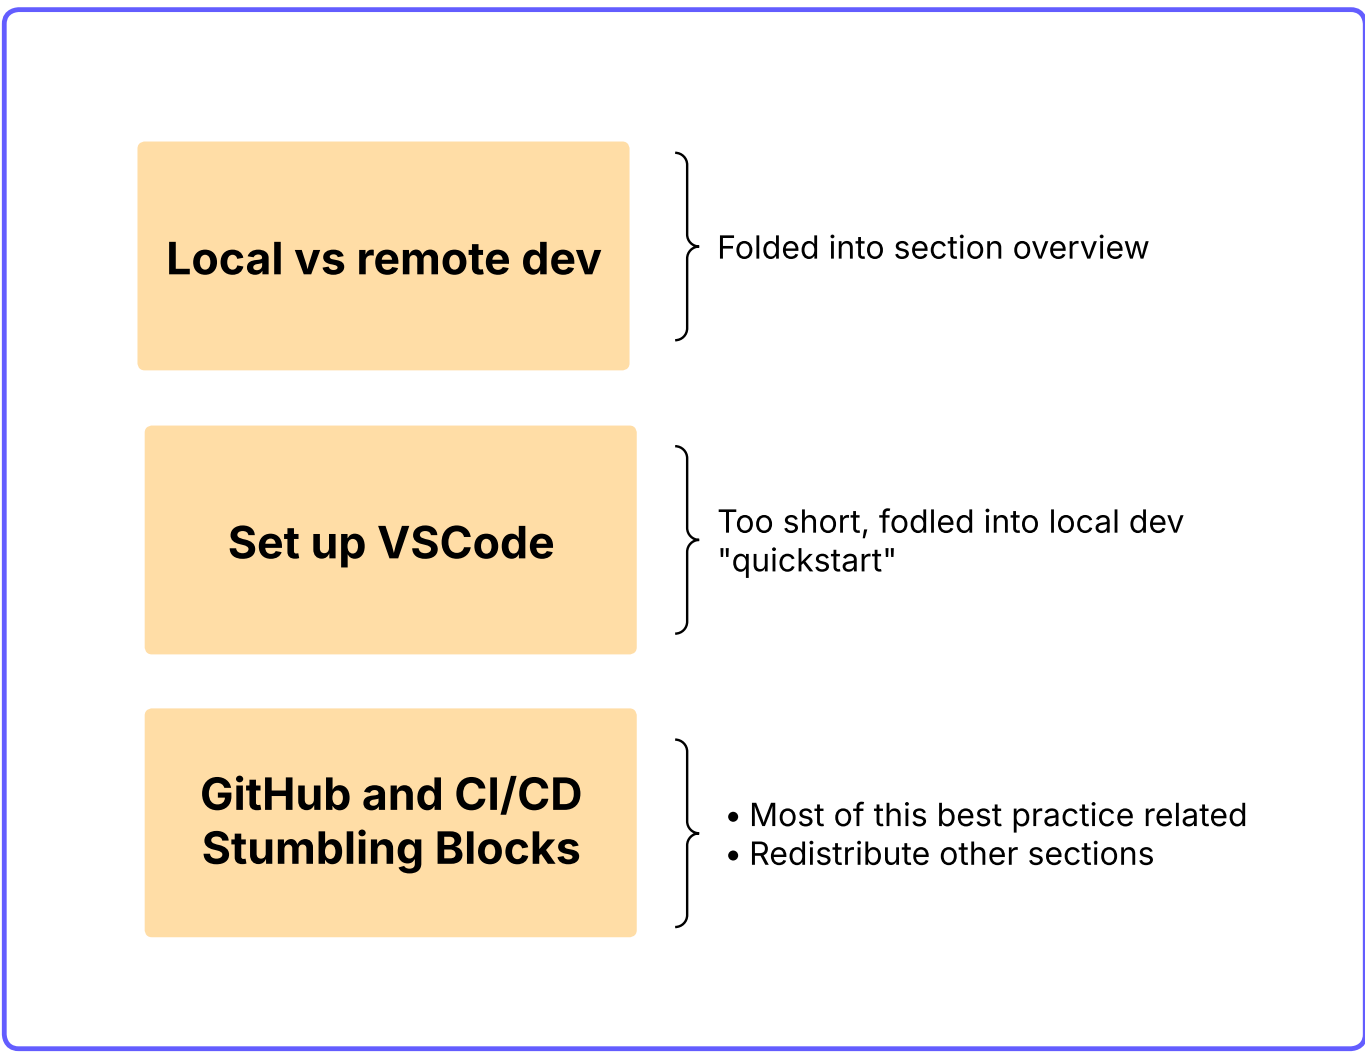 Local vs remote dev
Folded into section overview
Set up VSCode
Too short, fodled into local dev
"quickstart"
GitHub and CI/CD
Stumbling Blocks
• Most of this best practice related
• Redistribute other sections